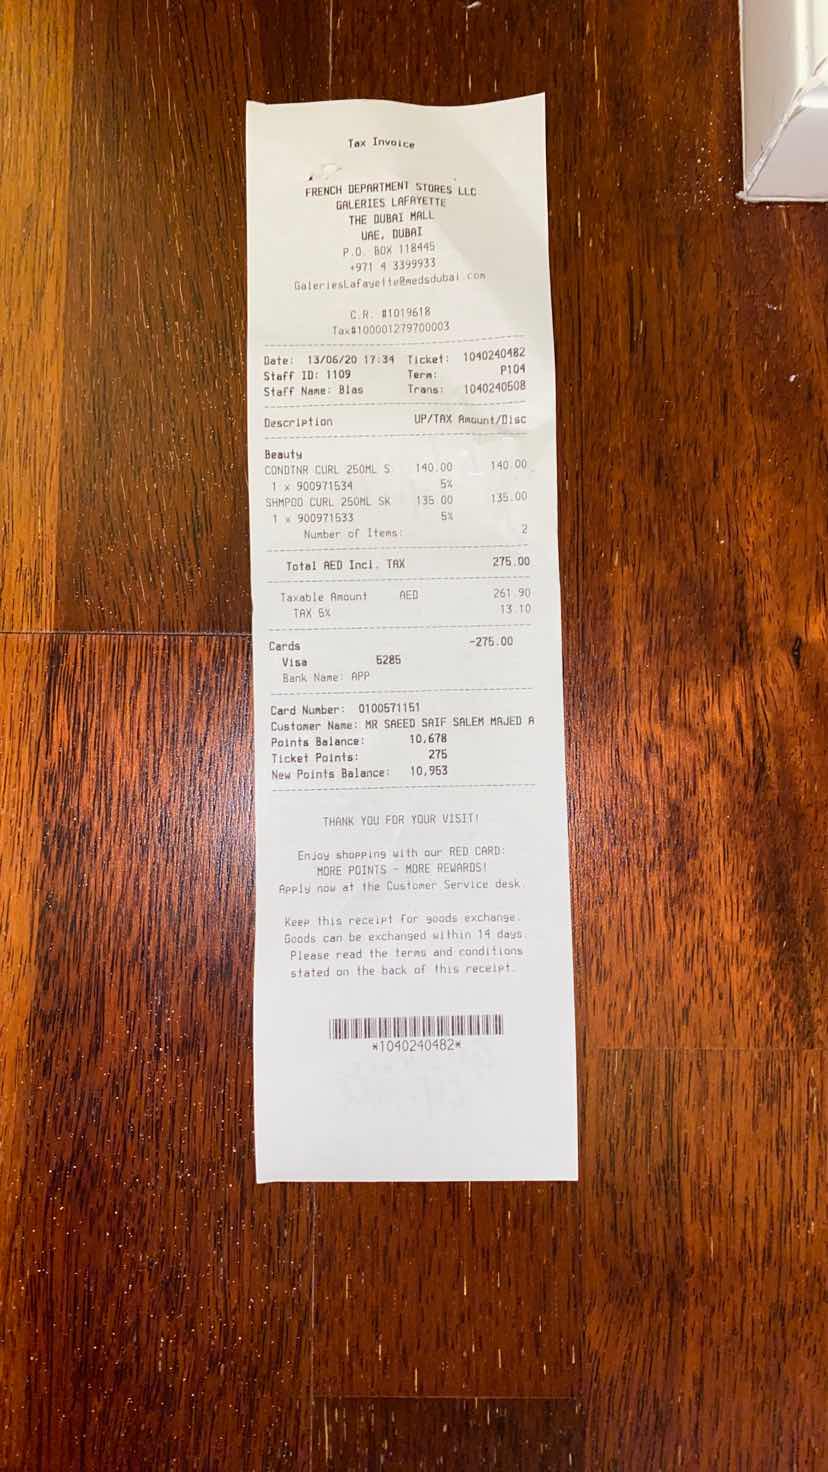 Tax Invoice
FRENCH DEPARTMENT STORES LLC
GALERIES LAFAYETTE
THE DUBAI MALL
UAE, DUBAI
P.O. BOX 118445
+971 4 3399933
GaleriesLafayette@medsdubai.com
C.R. #1019618
Tax#100001279700003
Date: 13/06/20 17:34 Ticket: 1040240482
Staff ID: 1109 Term: P104
Staff Name: Blas Trans: 1040240508
Description UP/TAX Amount/Disc
Beauty
CONDTNR CURL 250ML S 140.00 140.00
1 x 900971534 5%
SHMPOO CURL 250ML SK 135.00 135.00
1 x 900971533 5%
Number of Items: 2
Total AED Incl. TAX 275.00
Taxable Amount AED 261.90
TAX 5% 13.10
Cards -275.00
Visa 5285
Bank Name: APP
Card Number: 0100571151
Customer Name: MR SAEED SAIF SALEM MAJED A
Points Balance: 10,678
Ticket Points: 275
New Points Balance: 10,953
THANK YOU FOR YOUR VISIT!
Enjoy shopping with our RED CARD:
MORE POINTS - MORE REWARDS!
Apply now at the Customer Service desk.
Keep this receipt for goods exchange.
Goods can be exchanged within 14 days.
Please read the terms and conditions
stated on the back of this receipt.
*1040240482*